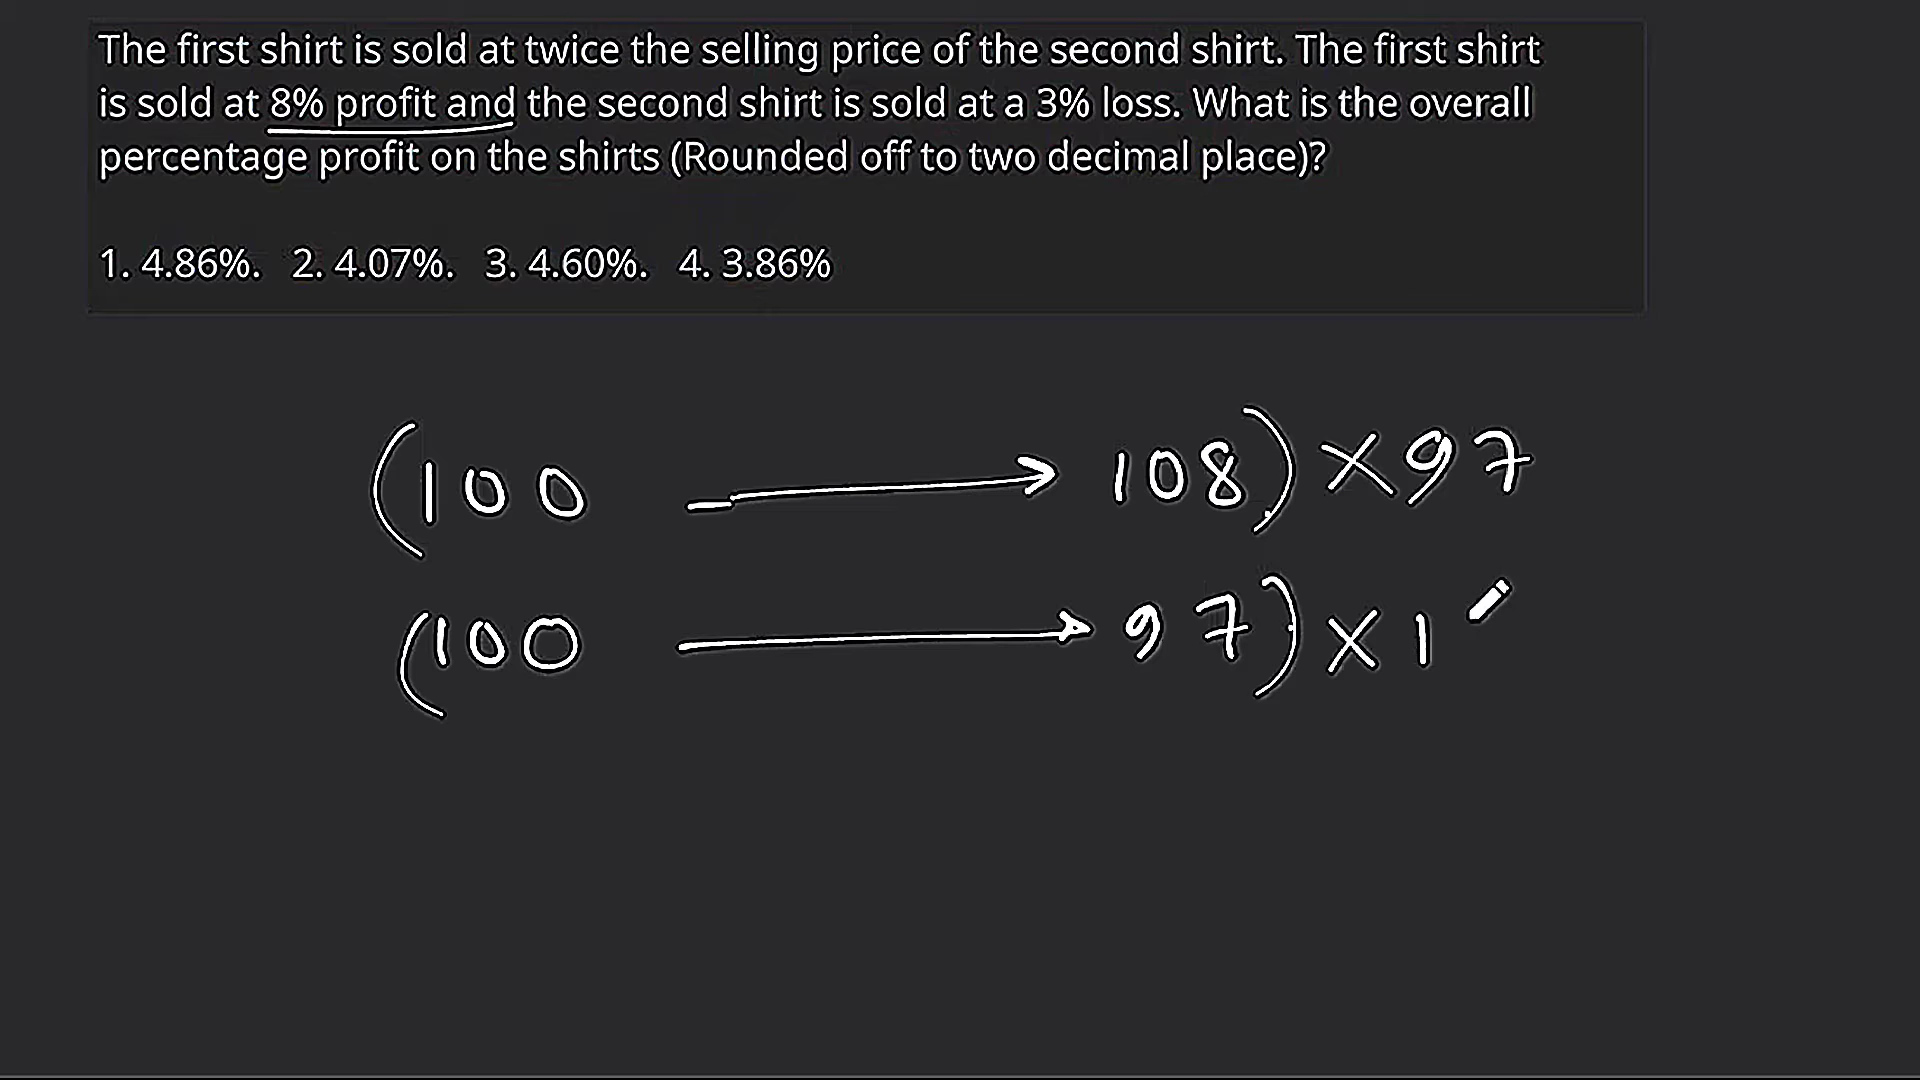 The first shirt is sold at twice the selling price of the second shirt. The first shirt
is sold at 8% profit and the second shirt is sold at a 3% loss. What is the overall
percentage profit on the shirts (Rounded off to two decimal place)?
1. 4.86%. 2. 4.07%. 3. 4.60%. 4. 3.86%
(100 → 108) × 97
(100 → 97) × 1